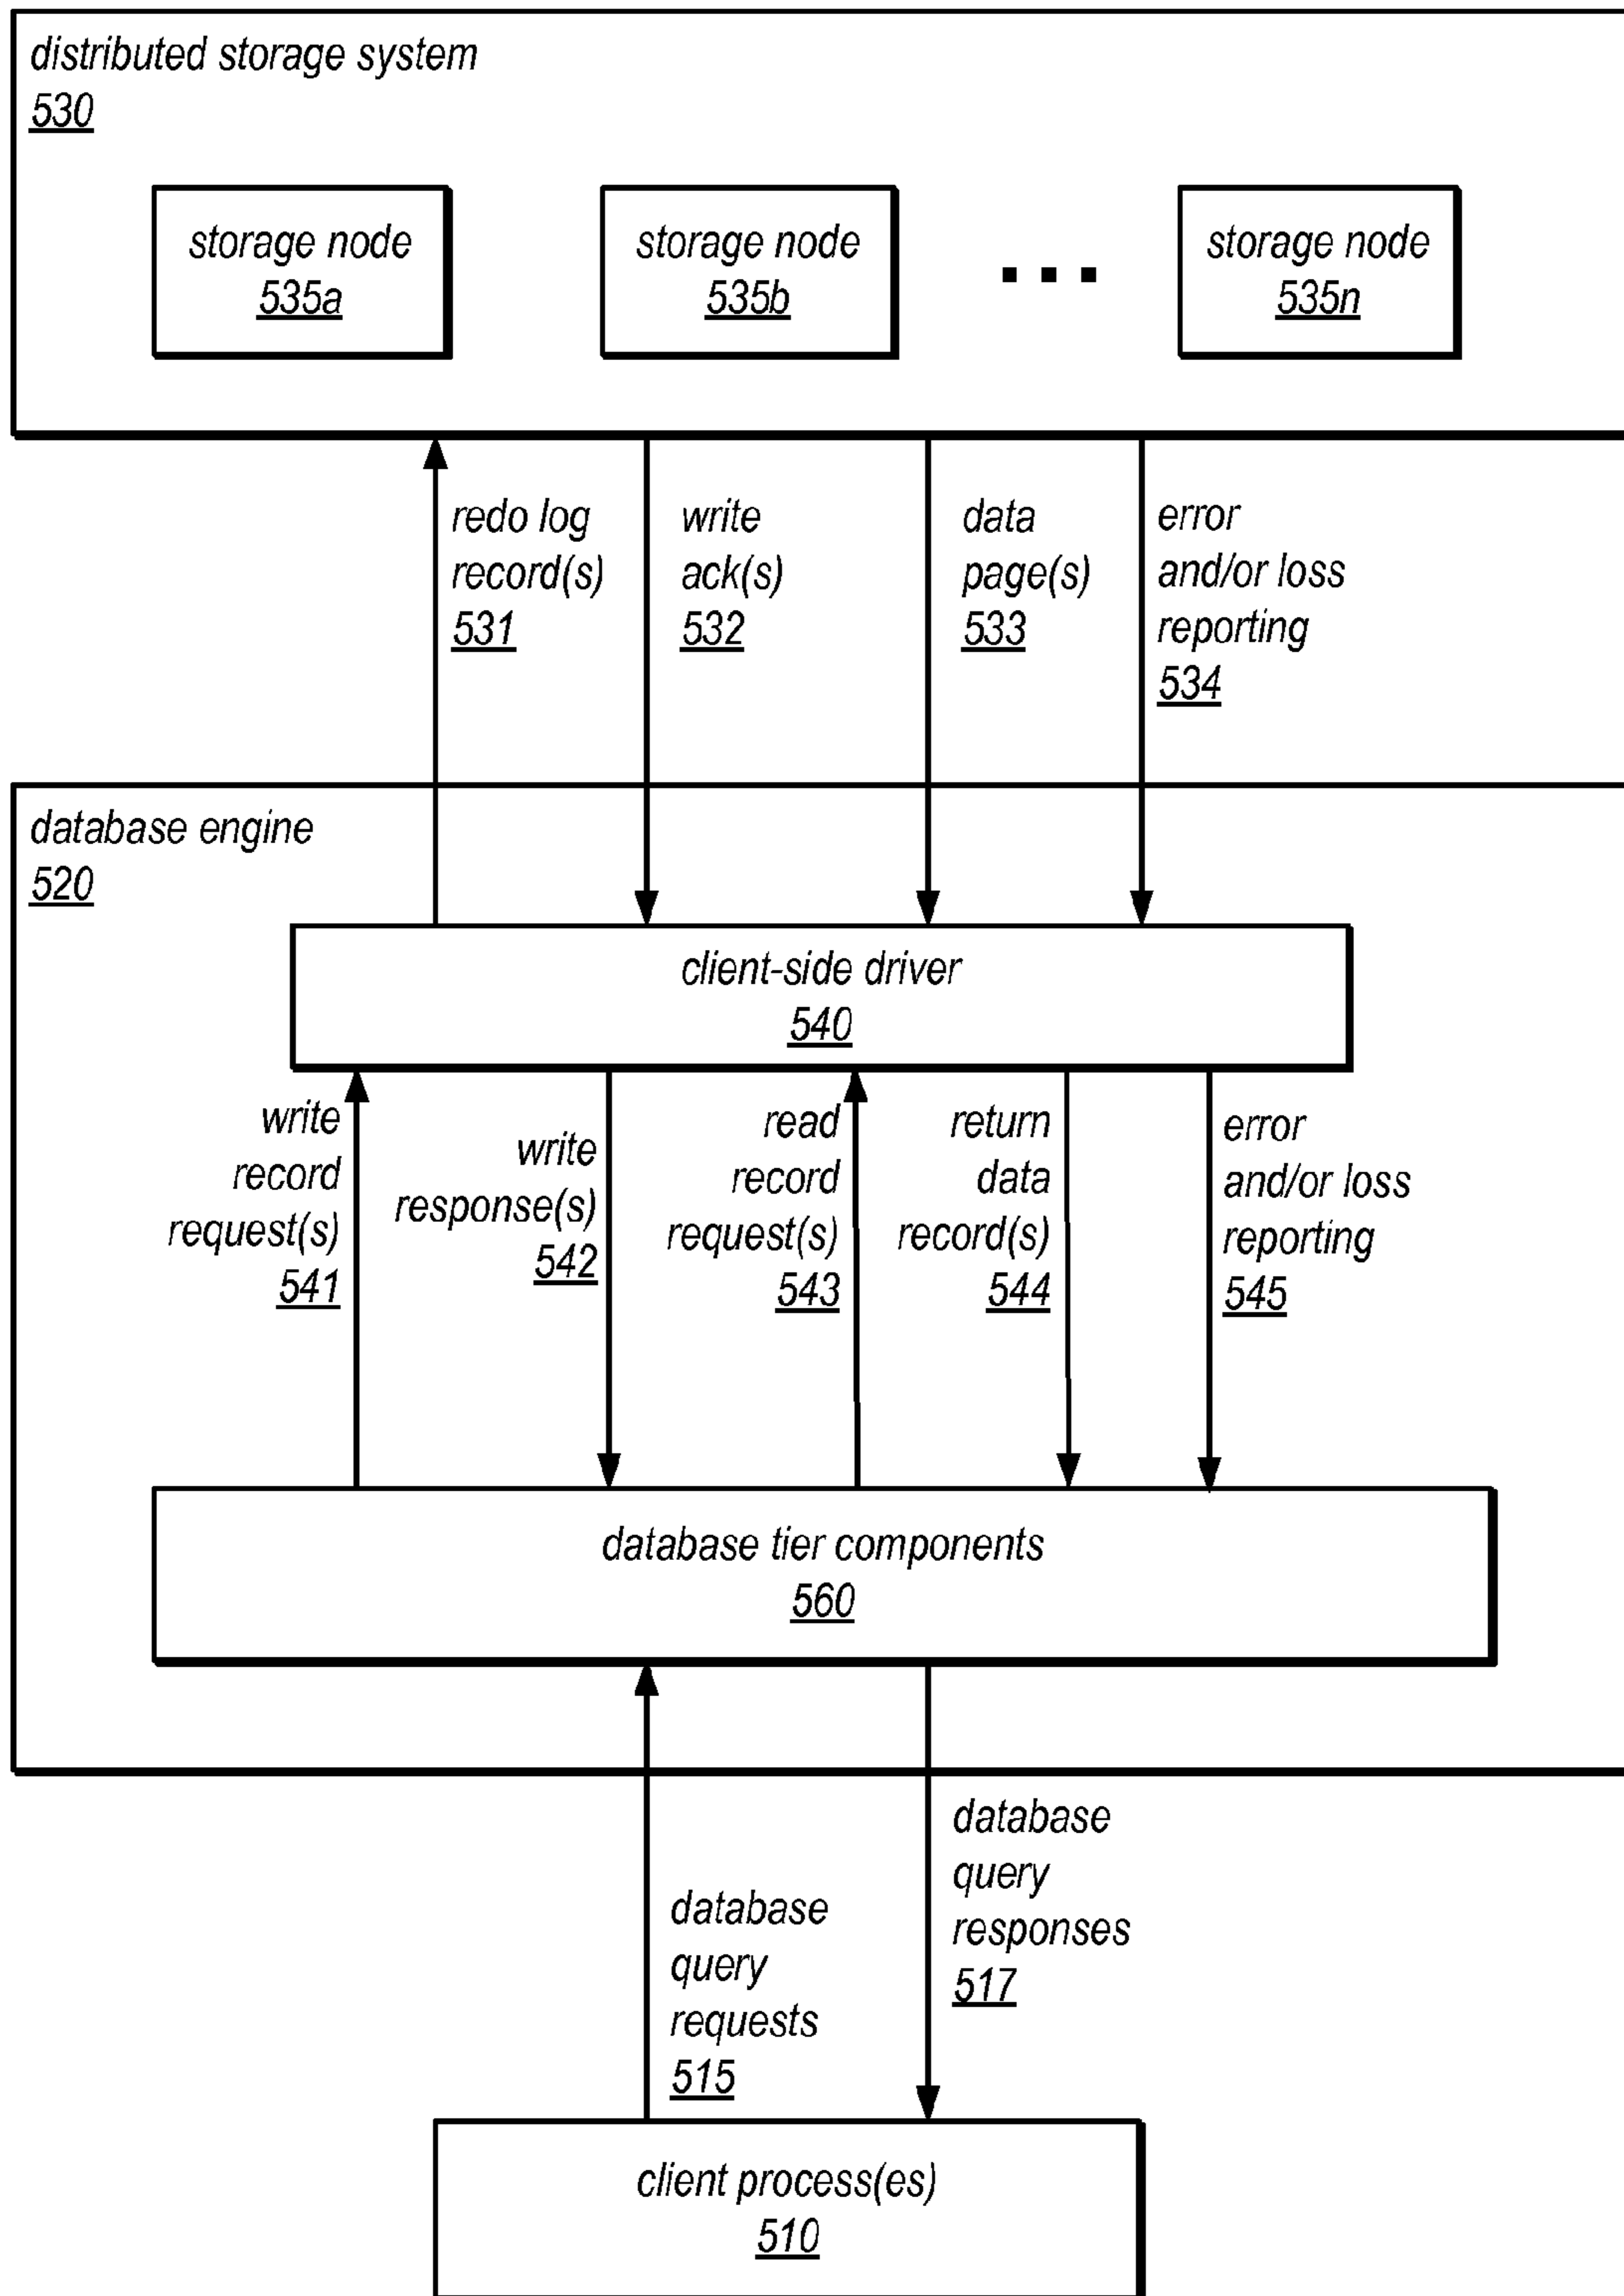 distributed storage system
530
storage node
535a
storage node
535b
storage node
535n
redo log
record(s)
531
write
ack(s)
532
data
page(s)
533
error
and/or loss
reporting
534
database engine
520
client-side driver
540
write
record
request(s)
541
write
response(s)
542
read
record
request(s)
543
return
data
record(s)
544
error
and/or loss
reporting
545
database tier components
560
database
query
requests
515
database
query
responses
517
client process(es)
510